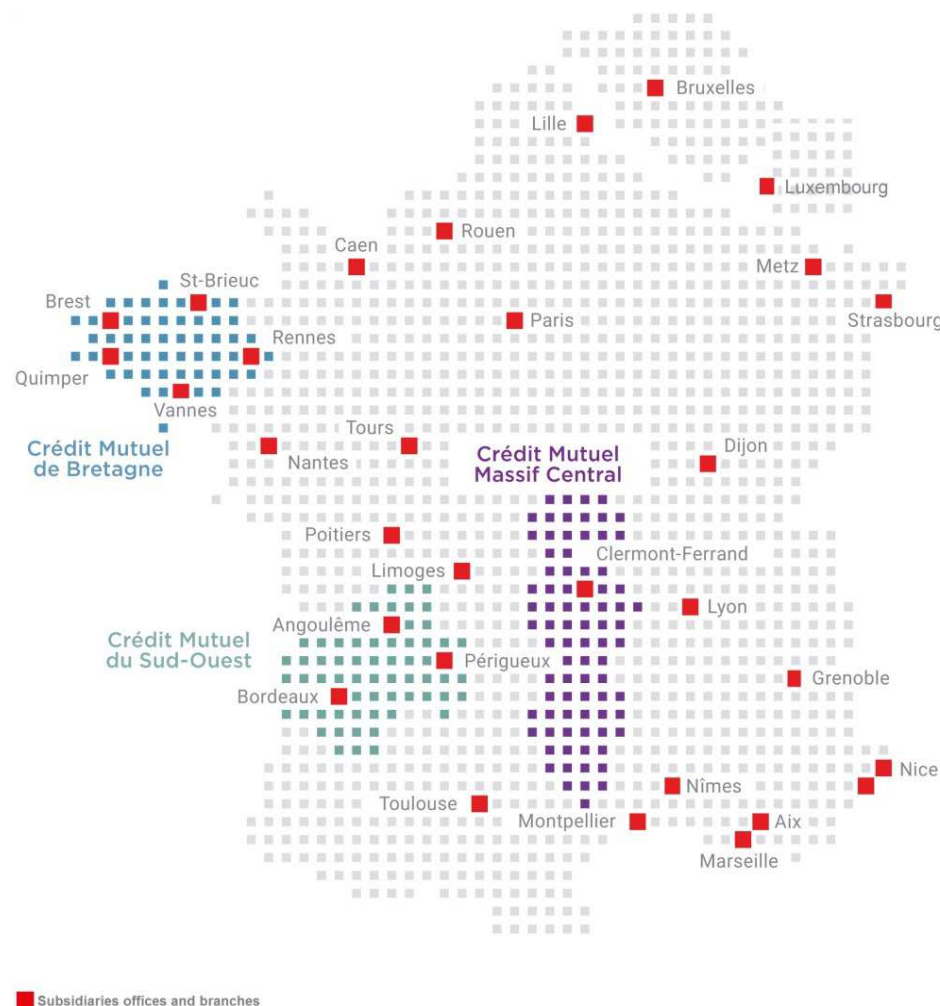 Bruxelles
Lille
Luxembourg
Rouen
Caen
Metz
St-Brieuc
Brest
Strasbourg
Paris
Rennes
Quimper
Vannes
Crédit Mutuel
de Bretagne
Tours
Nantes
Crédit Mutuel
Massif Central
Dijon
Poitiers
Clermont-Ferrand
Limoges
Lyon
Angoulême
Crédit Mutuel
du Sud-Ouest
Périgueux
Bordeaux
Grenoble
Nice
Nîmes
Toulouse
Montpellier
Aix
Marseille
Subsidiaries offices and branches